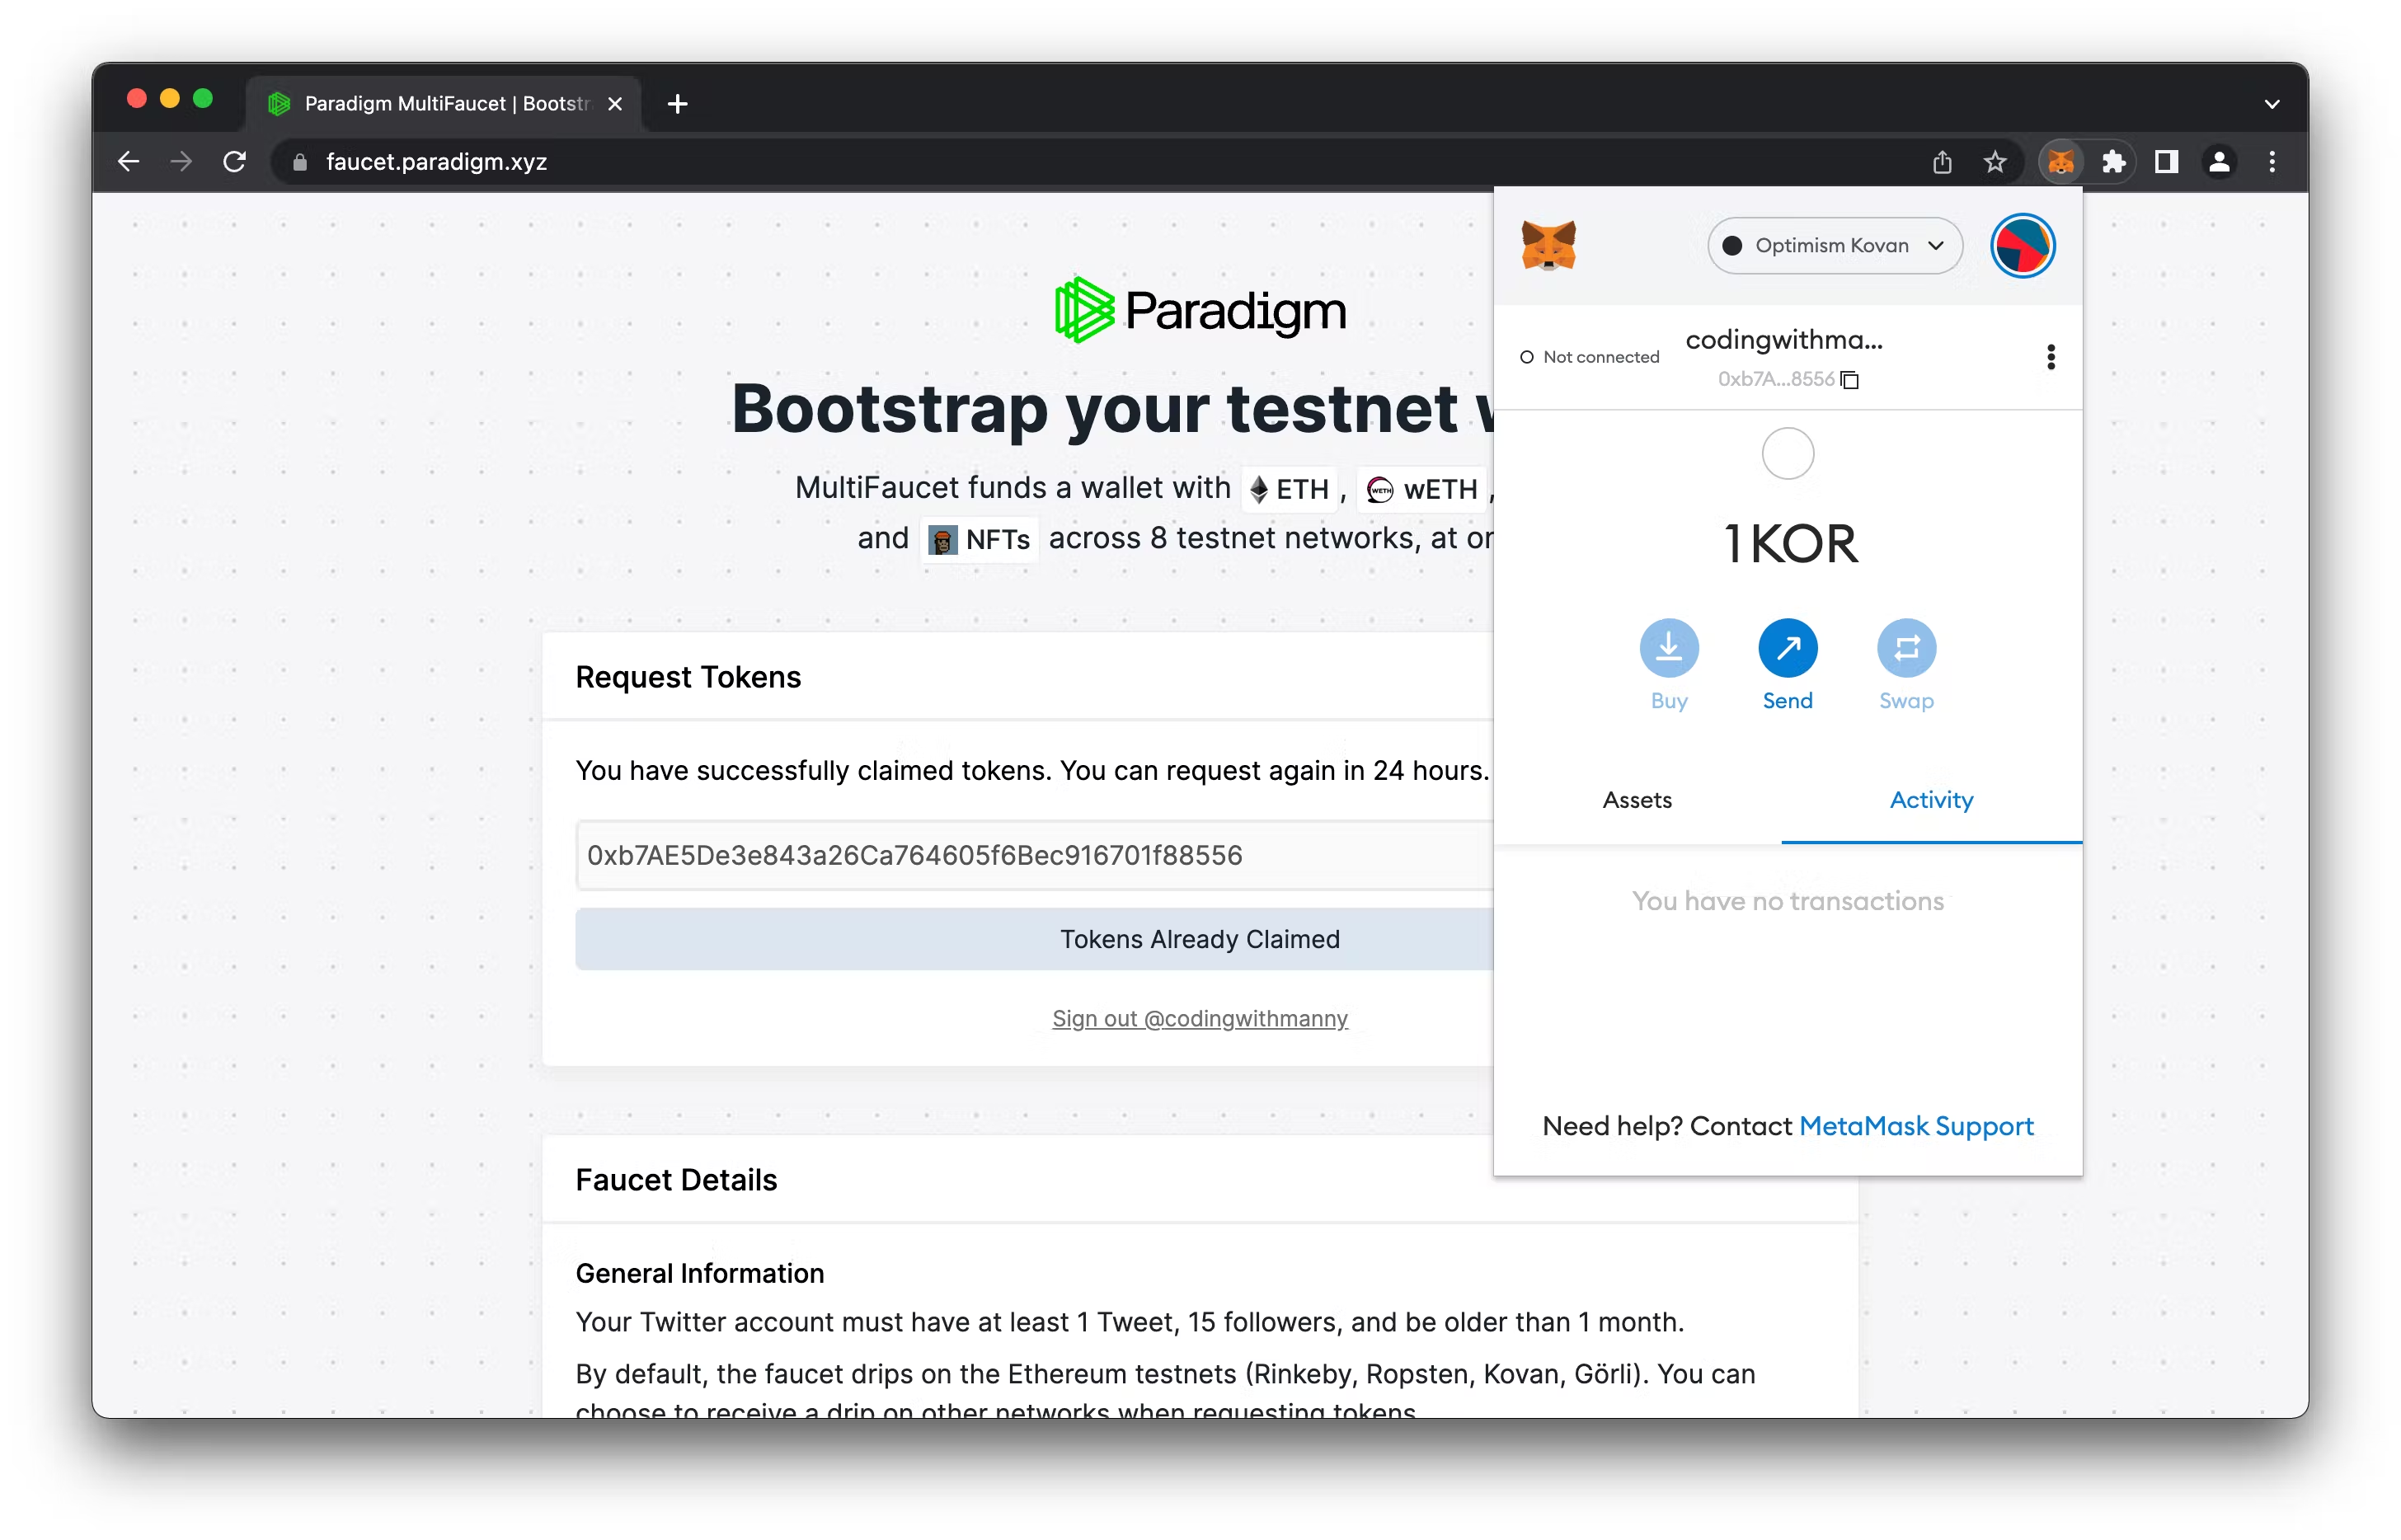 Paradigm MultiFaucet | Bootstr
faucet.paradigm.xyz
Paradigm
Bootstrap your testnet
MultiFaucet funds a wallet with ETH, WETH wETH,
and NFTs across 8 testnet networks, at
Request Tokens
You have successfully claimed tokens. You can request again in 24 hours.
0xb7AE5De3e843a26Ca764605f6Bec916701f88556
Tokens Already Claimed
Sign out @codingwithmanny
Faucet Details
General Information
Your Twitter account must have at least 1 Tweet, 15 followers, and be older than 1 month.
By default, the faucet drips on the Ethereum testnets (Rinkeby, Ropsten, Kovan, Görli). You can
choose to receive a drip on other networks when requesting tokens
Optimism Kovan
Not connected
codingwithma...
0xb7A...8556
1 KOR
Buy
Send
Swap
Assets
Activity
You have no transactions
Need help? Contact MetaMask Support